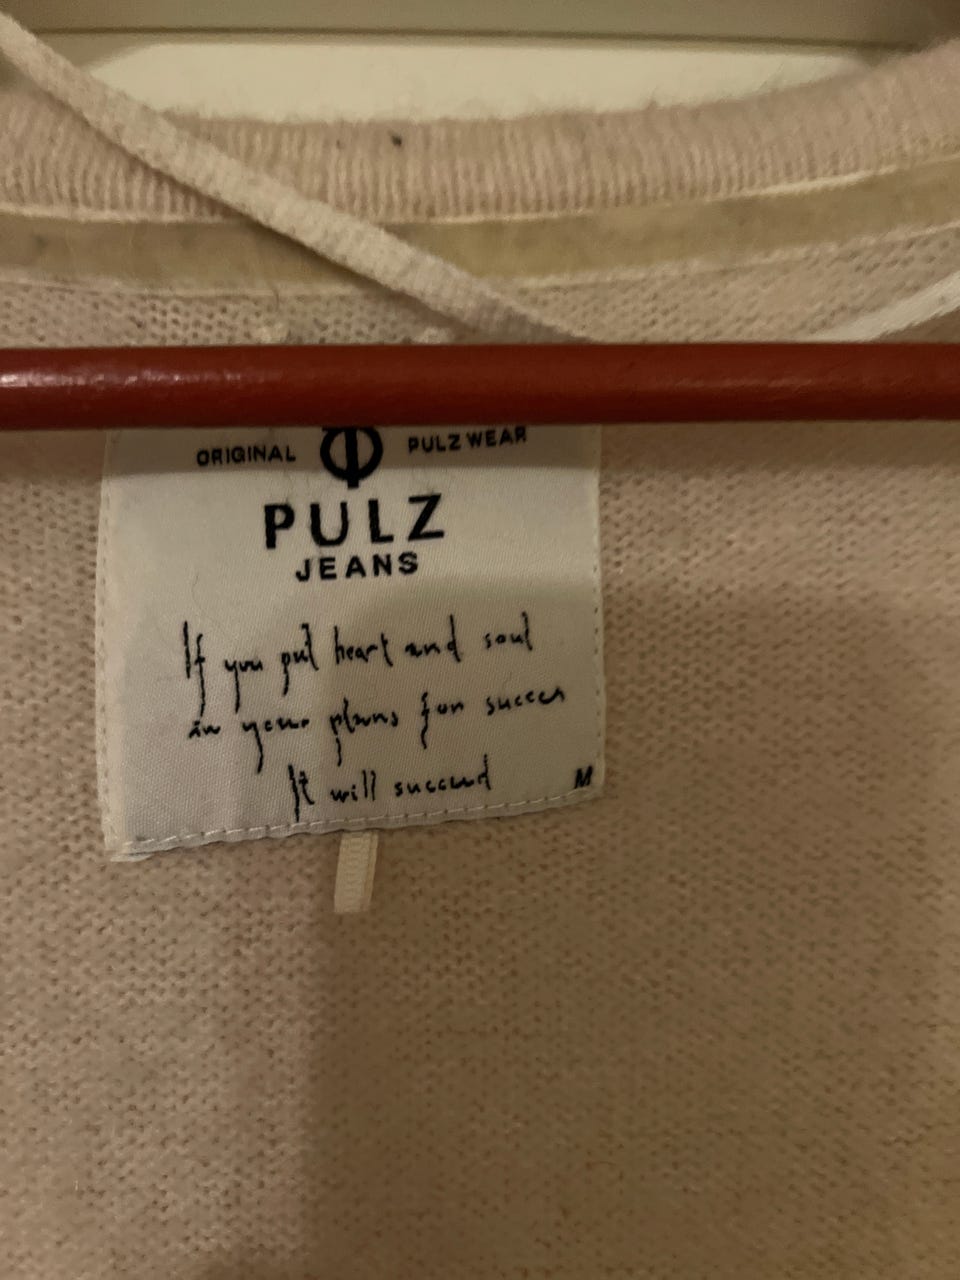 ORIGINAL PULZ WEAR
PULZ
JEANS
If you put heart and soul
in your plans for succes
It will succeed
M